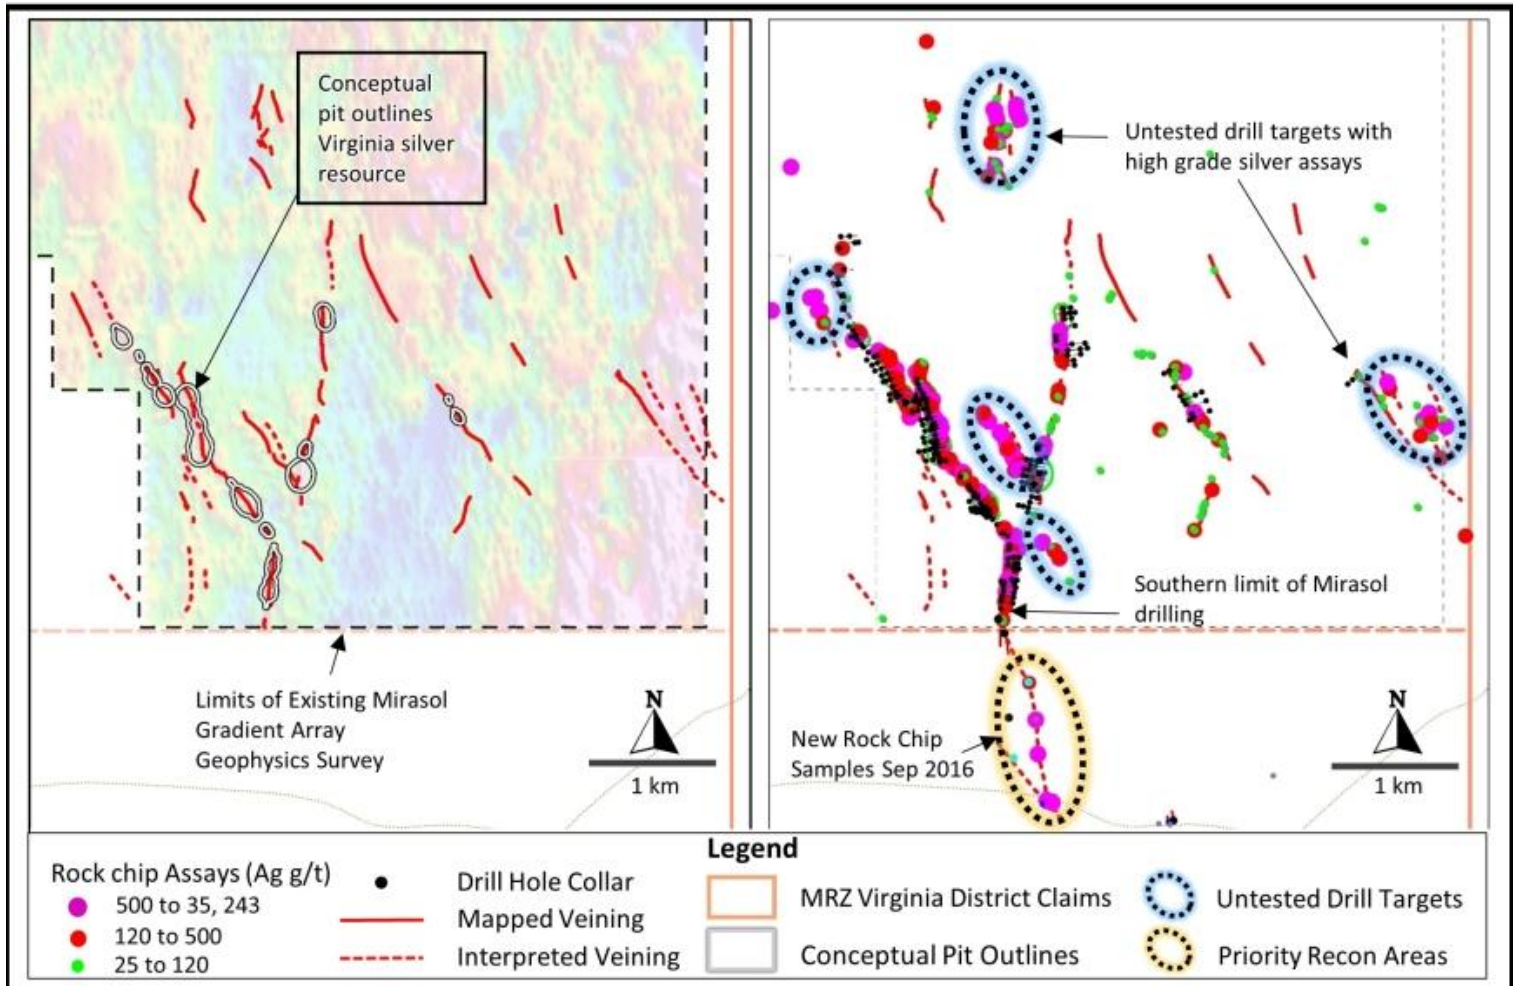 Conceptual
pit outlines
Virginia silver
resource
Limits of Existing Mirasol
Gradient Array
Geophysics Survey
N
1 km
Untested drill targets with
high grade silver assays
Southern limit of Mirasol
drilling
New Rock Chip
Samples Sep 2016
N
1 km
Legend
Rock chip Assays (Ag g/t)
500 to 35, 243
120 to 500
25 to 120
Drill Hole Collar
Mapped Veining
Interpreted Veining
MRZ Virginia District Claims
Conceptual Pit Outlines
Untested Drill Targets
Priority Recon Areas